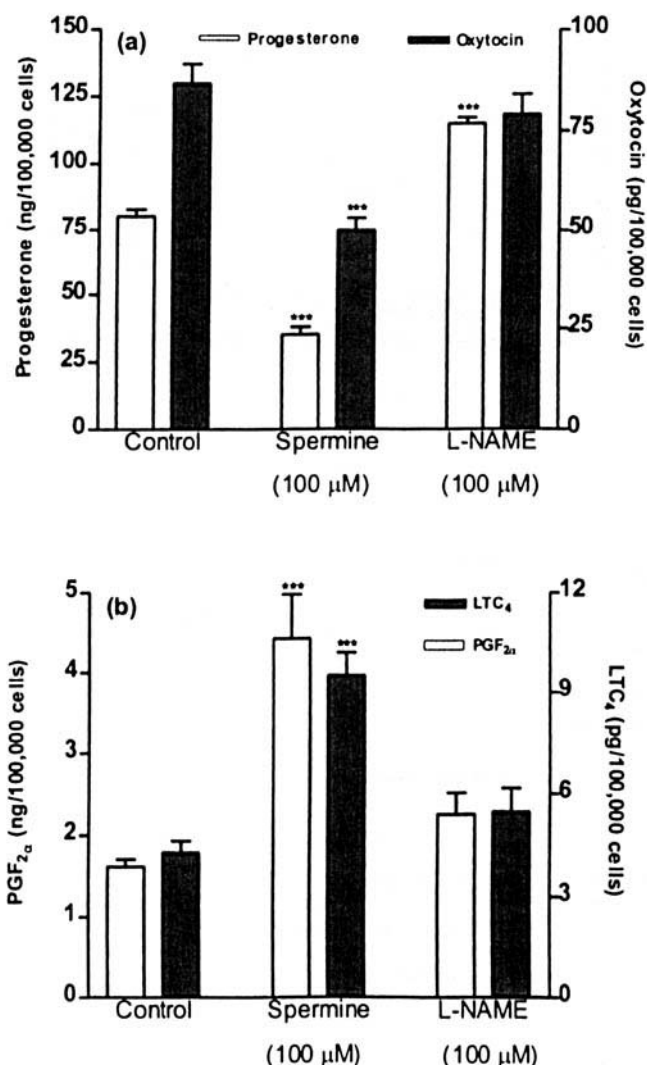 (a)
Progesterone
Oxytocin
Progesterone (ng/100,000 cells)
150
125
100
75
50
25
0
Oxytocin (pg/100,000 cells)
100
75
50
25
0
***
***
***
Control
Spermine
L-NAME
(100 µM)
(100 µM)
(b)
LTC4
PGF2α
PGF2α (ng/100,000 cells)
5
4
3
2
1
0
LTC4 (pg/100,000 cells)
12
9
6
3
0
***
***
Control
Spermine
L-NAME
(100 µM)
(100 µM)